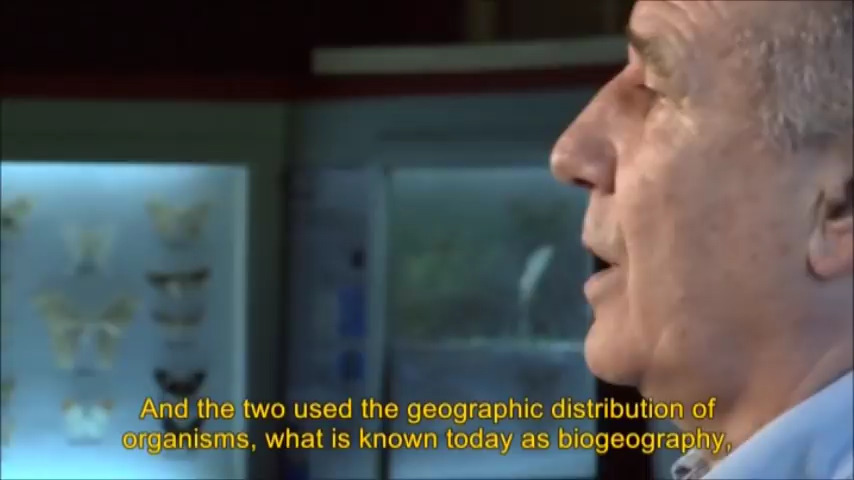 And the two used the geographic distribution of
organisms, what is known today as biogeography,